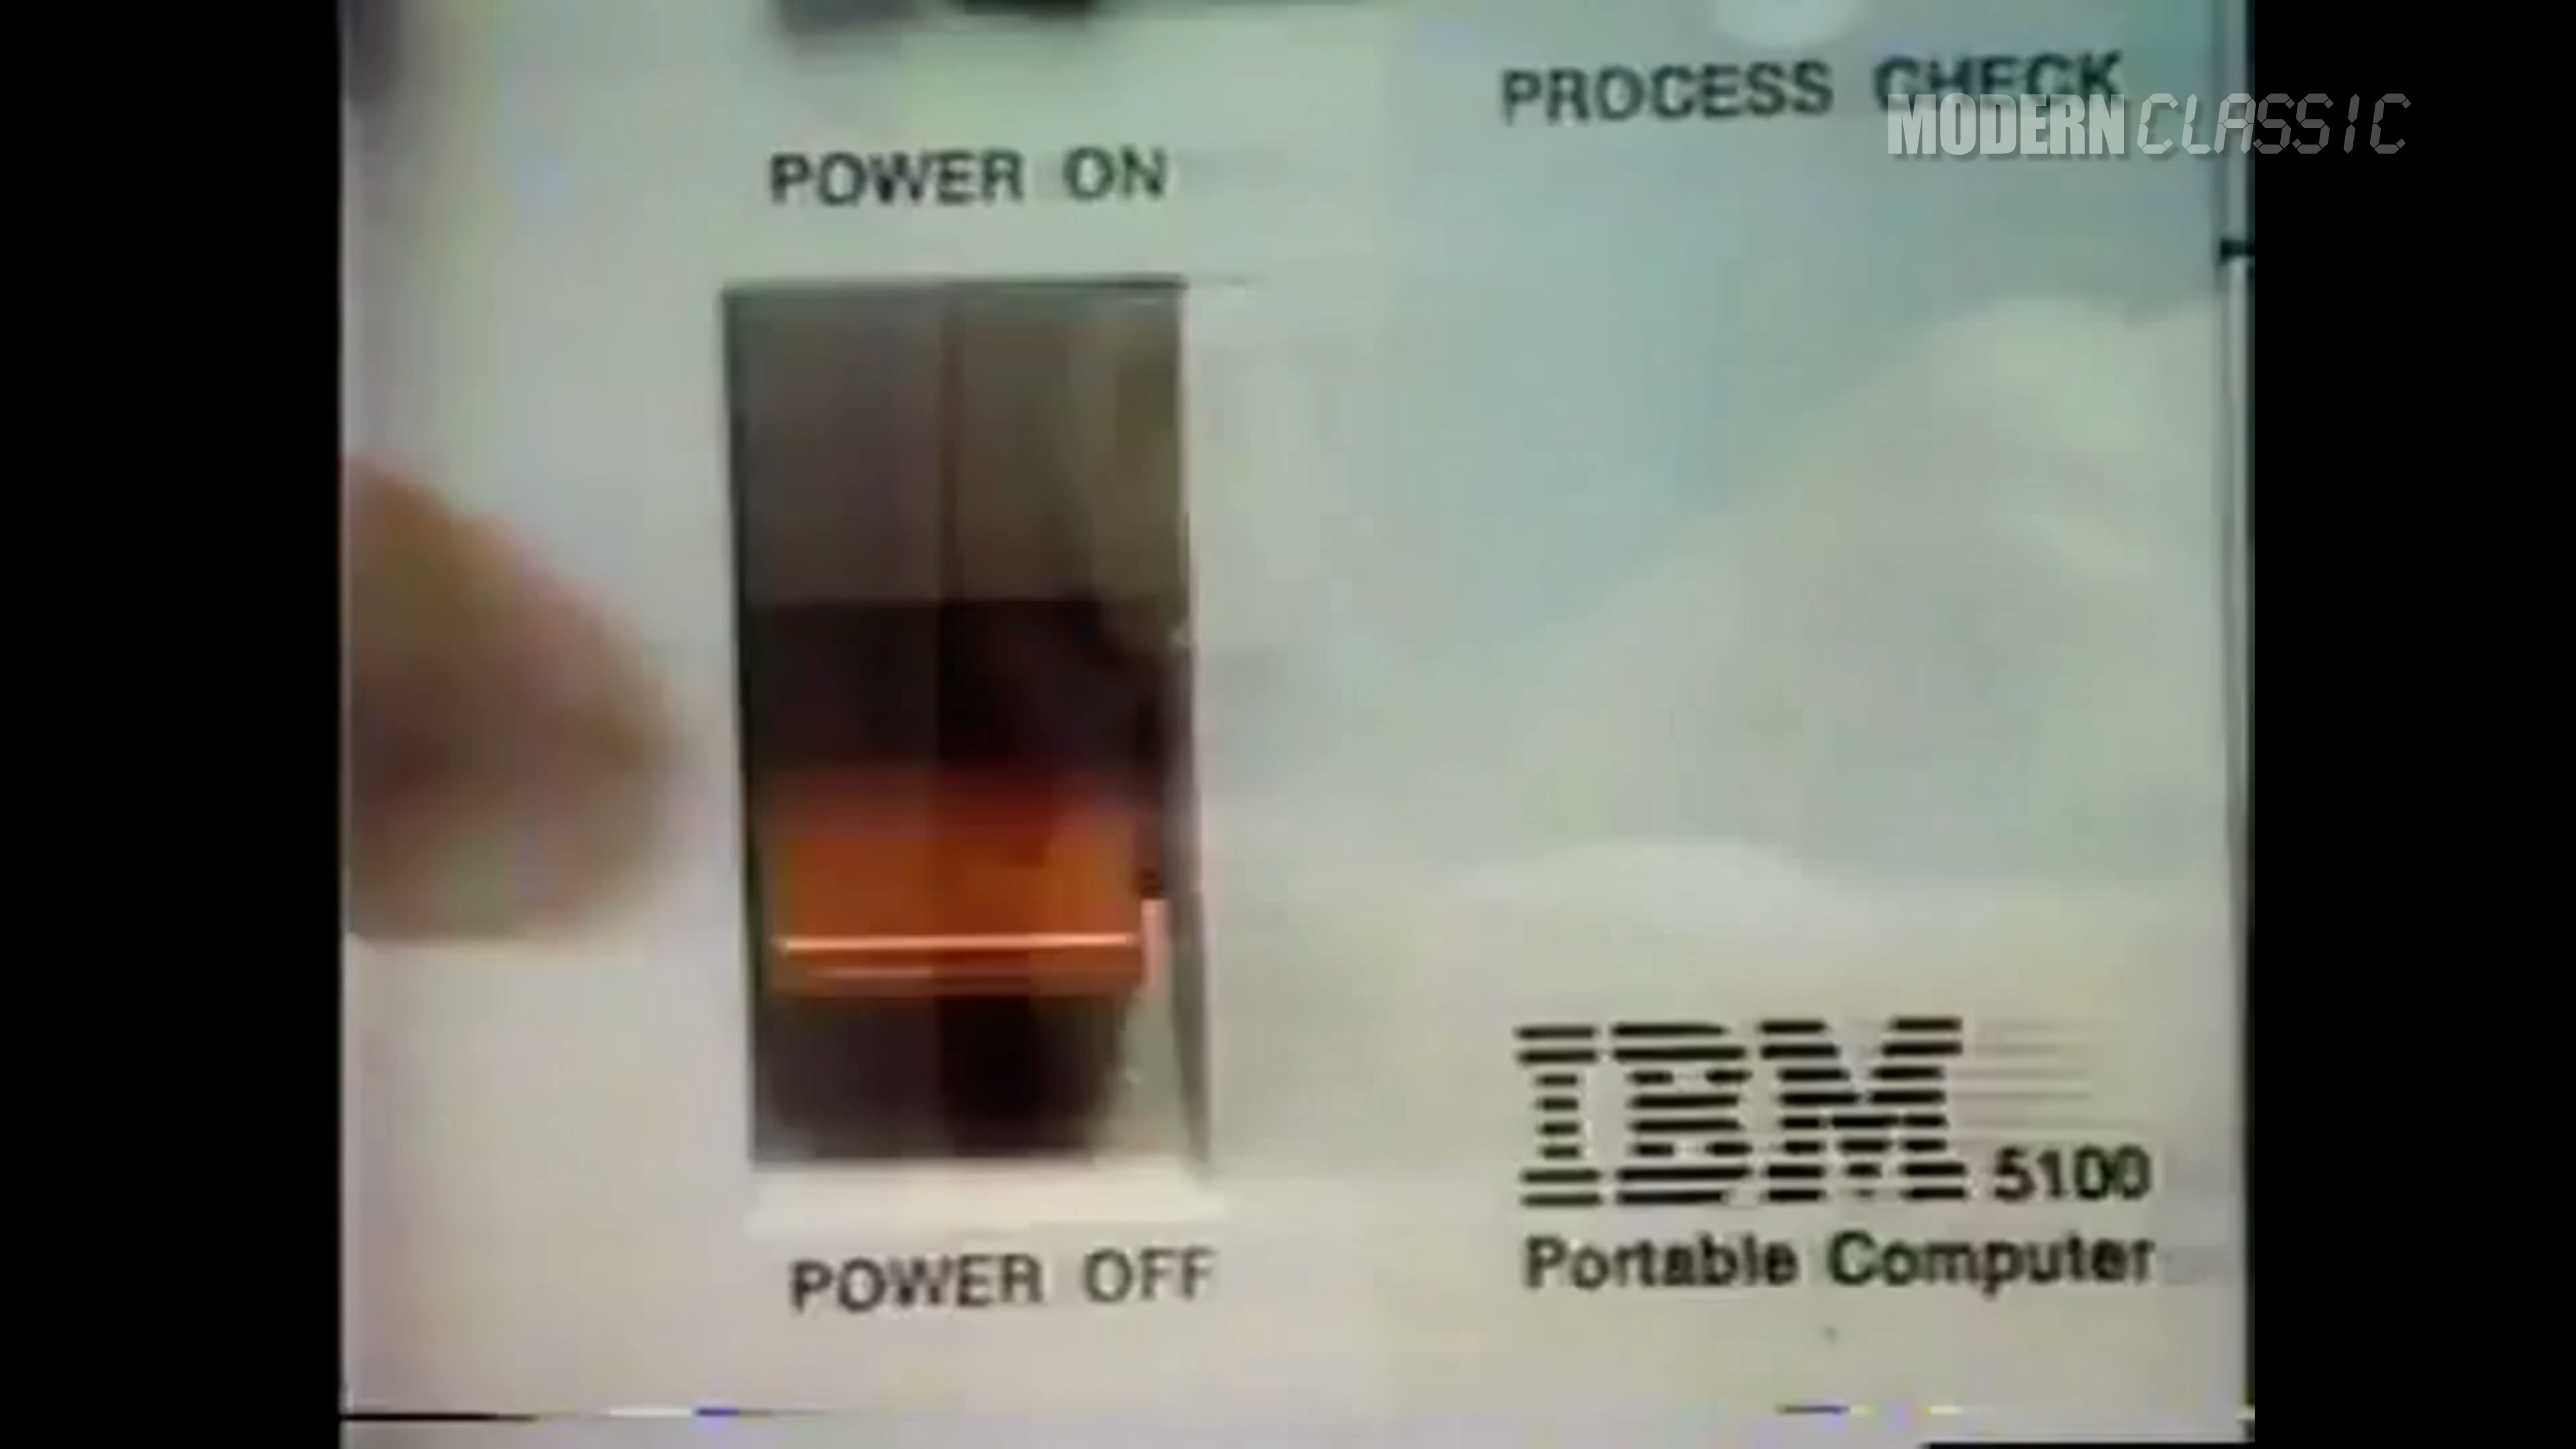 PROCESS CHECK
MODERN CLASSIC
POWER ON
IBM 5100
Portable Computer
POWER OFF